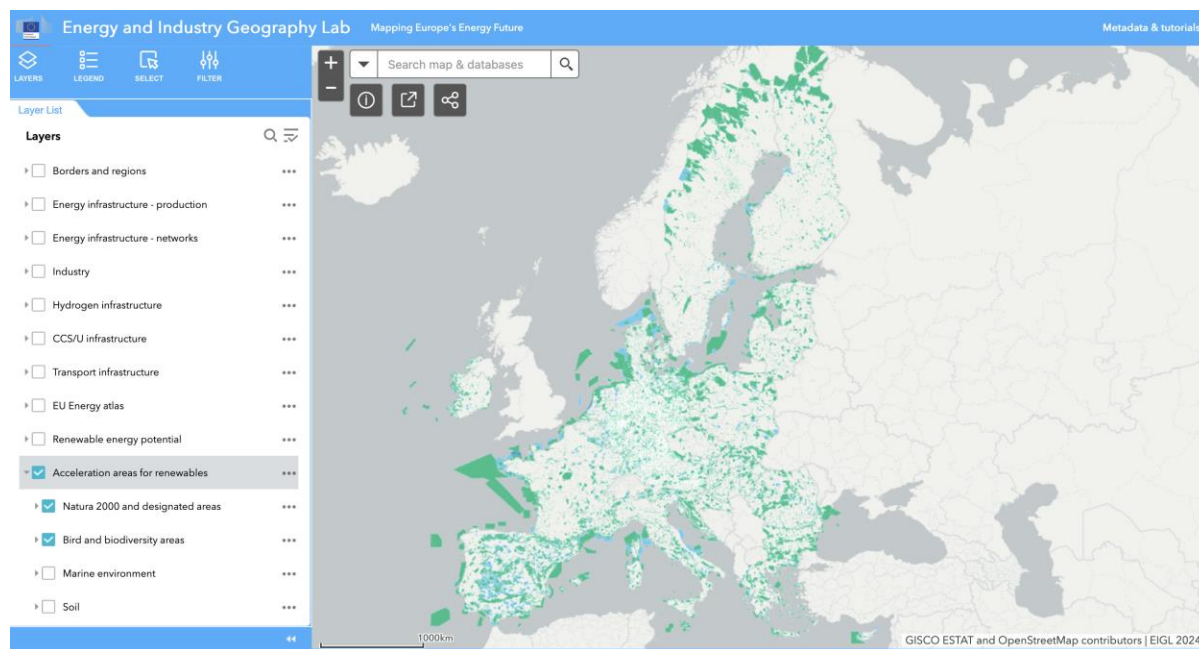 Energy and Industry Geography Lab Mapping Europe's Energy Future Metadata & tutorials
LAYERS LEGEND SELECT FILTER
Search map & databases
Layer List
Layers
Borders and regions
Energy infrastructure - production
Energy infrastructure - networks
Industry
Hydrogen infrastructure
CCS/U infrastructure
Transport infrastructure
EU Energy atlas
Renewable energy potential
Acceleration areas for renewables
Natura 2000 and designated areas
Bird and biodiversity areas
Marine environment
Soil
1000km
GISCO ESTAT and OpenStreetMap contributors | EIGL 2024